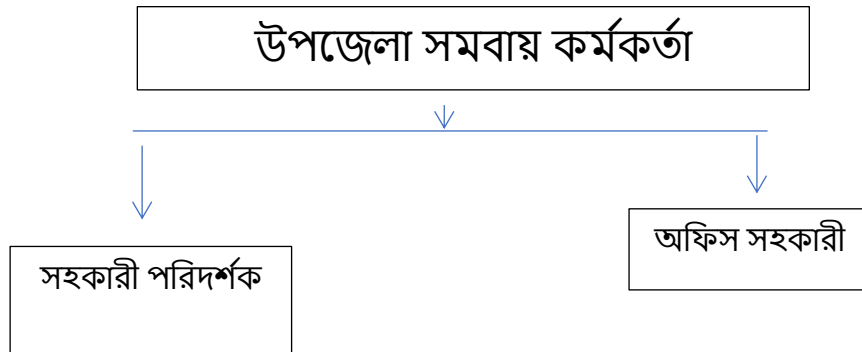 উপজেলা সমবায় কর্মকর্তা
অফিস সহকারী
সহকারী পরিদর্শক